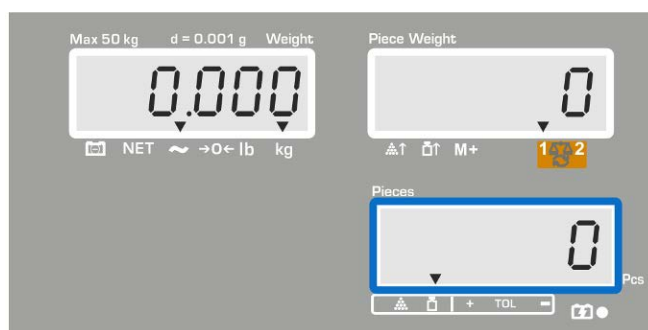 Max 50 kg d = 0.001 g Weight
0.000
NET →0← lb kg
Piece Weight
0
M+ 1 2
Pieces
0
Pcs
+ TOL −